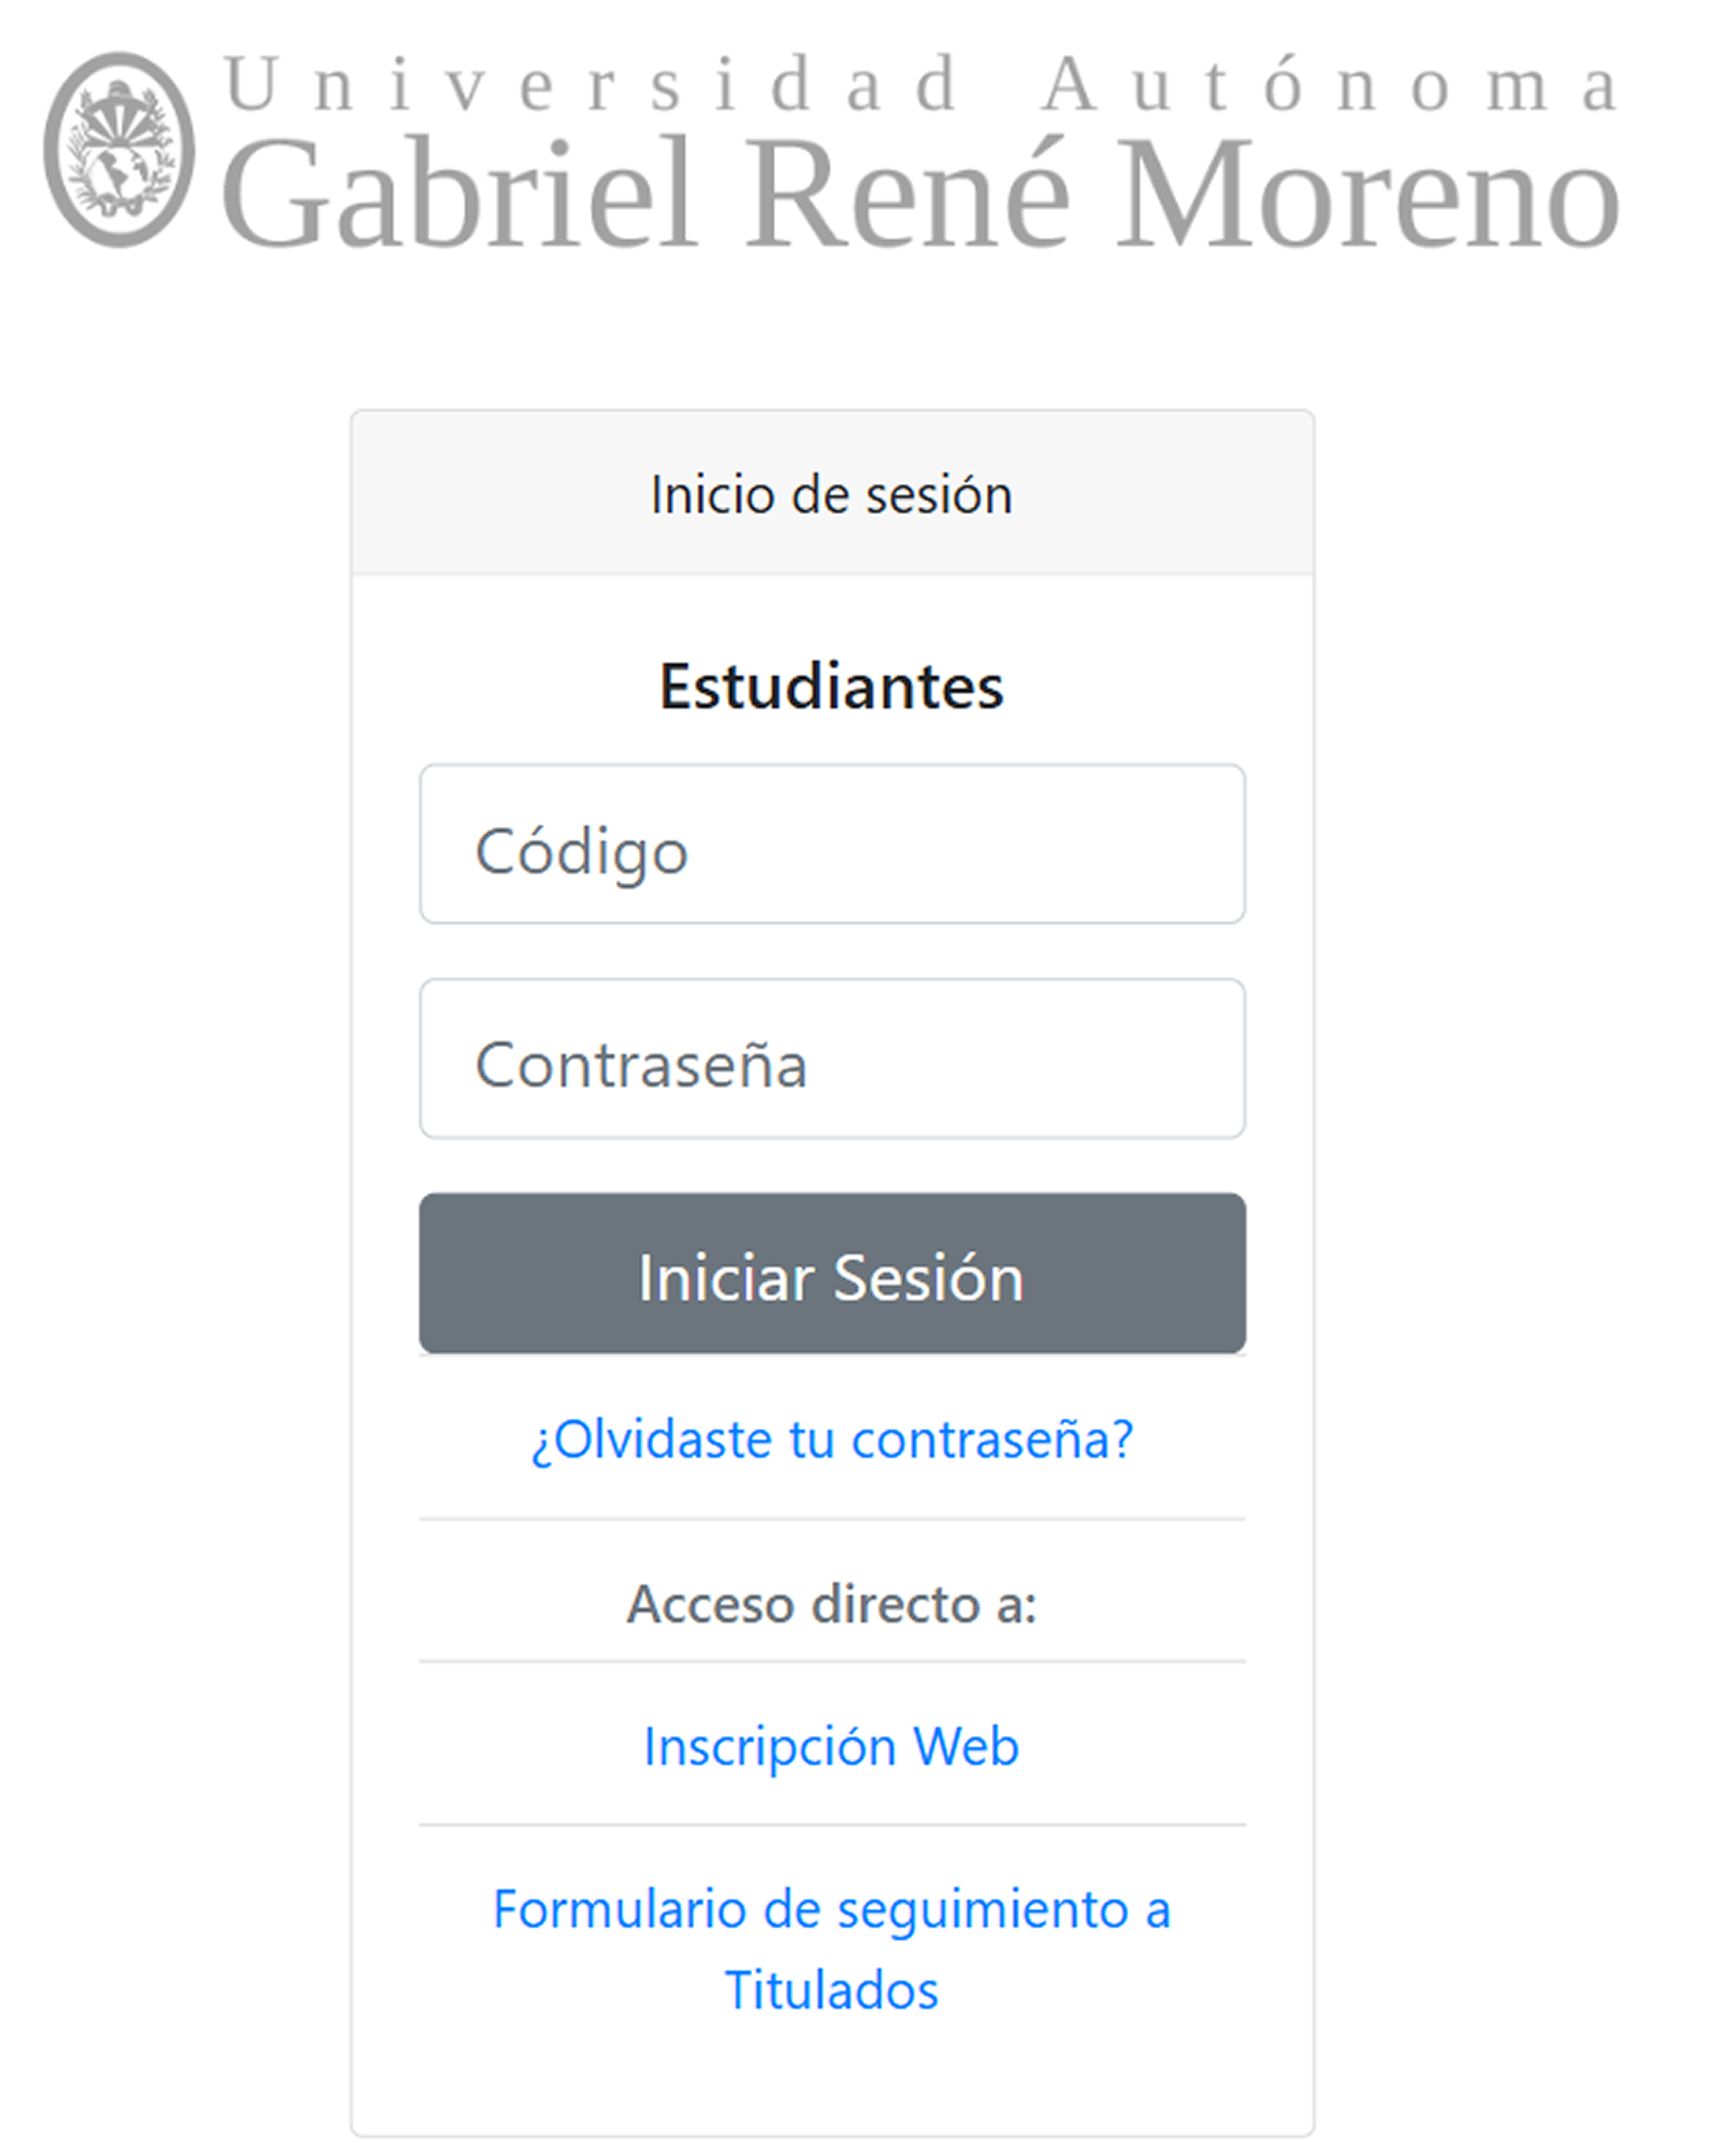 Universidad Autónoma
Gabriel René Moreno
Inicio de sesión
Estudiantes
Código
Contraseña
Iniciar Sesión
¿Olvidaste tu contraseña?
Acceso directo a:
Inscripción Web
Formulario de seguimiento a
Titulados